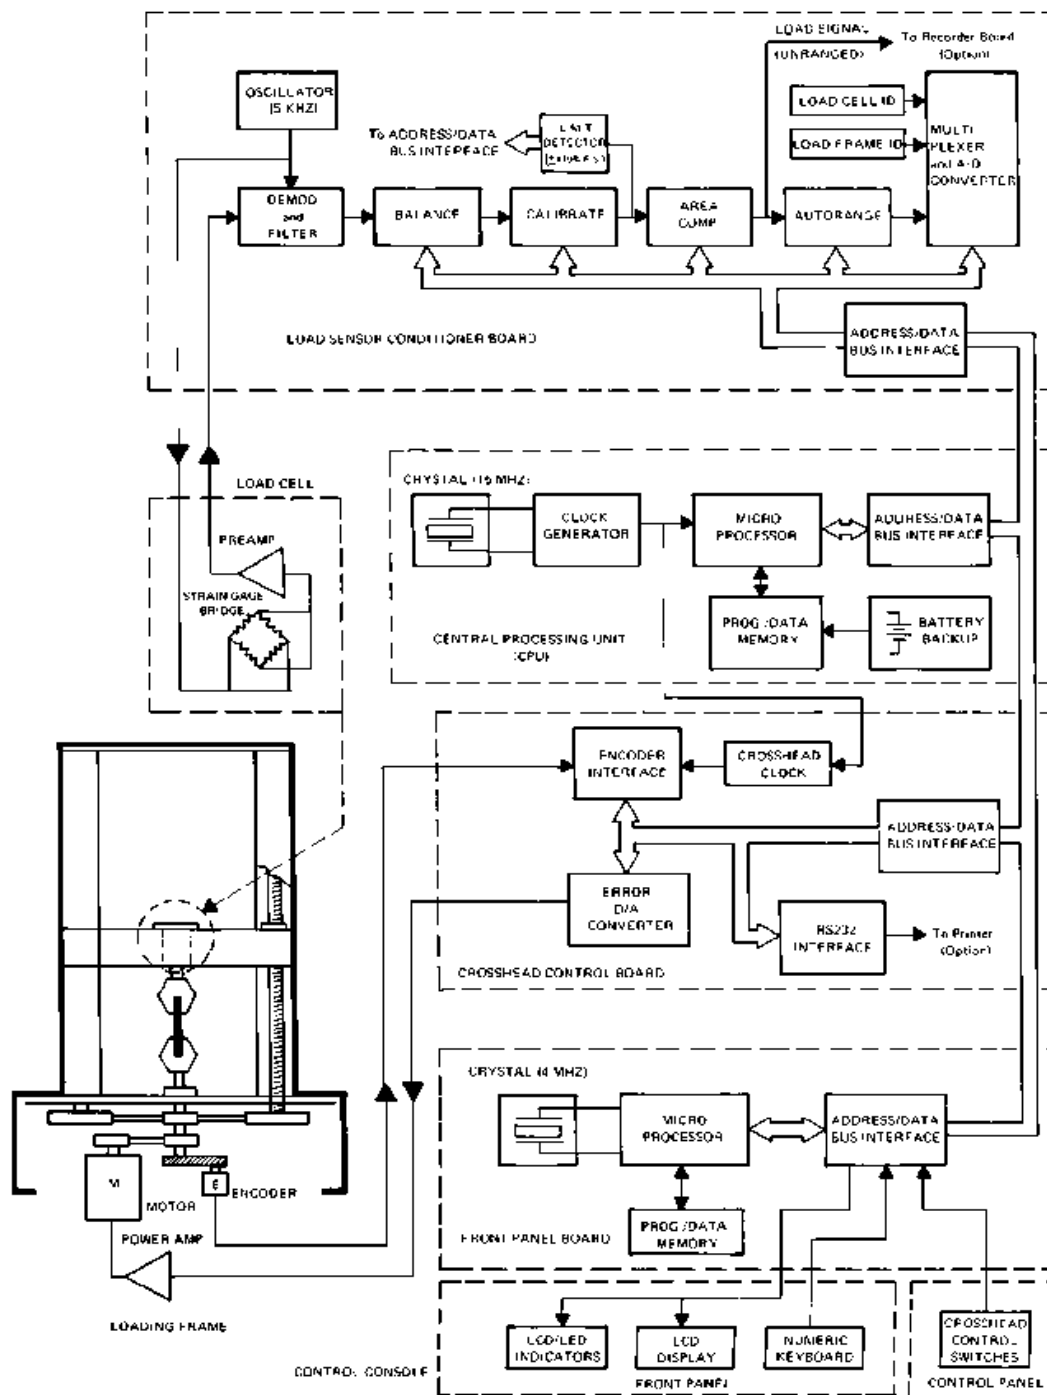 LOAD SIGNAL
(UNRANGED)
To Recorder Board
(Option)
OSCILLATOR
(5 KHZ)
To ADDRESS/DATA
BUS INTERFACE
LIMIT
DETECTOR
LOAD CELL ID
LOAD FRAME ID
MULTI
PLEXER
and A-D
CONVERTER
DEMOD
and
FILTER
BALANCE
CALIBRATE
AREA
COMP
AUTORANGE
LOAD SENSOR CONDITIONER BOARD
ADDRESS/DATA
BUS INTERFACE
LOAD CELL
PREAMP
STRAIN GAGE
BRIDGE
CRYSTAL (16 MHZ)
CLOCK
GENERATOR
MICRO
PROCESSOR
ADDRESS/DATA
BUS INTERFACE
CENTRAL PROCESSING UNIT
(CPU)
PROG./DATA
MEMORY
BATTERY
BACKUP
ENCODER
INTERFACE
CROSSHEAD
CLOCK
ADDRESS/DATA
BUS INTERFACE
ERROR
D/A
CONVERTER
RS232
INTERFACE
To Printer
(Option)
CROSSHEAD CONTROL BOARD
CRYSTAL (4 MHZ)
MICRO
PROCESSOR
ADDRESS/DATA
BUS INTERFACE
M
E
ENCODER
MOTOR
POWER AMP
LOADING FRAME
FRONT PANEL BOARD
PROG./DATA
MEMORY
LCD/LED
INDICATORS
LCD
DISPLAY
NUMERIC
KEYBOARD
CROSSHEAD
CONTROL
SWITCHES
CONTROL CONSOLE
FRONT PANEL
CONTROL PANEL